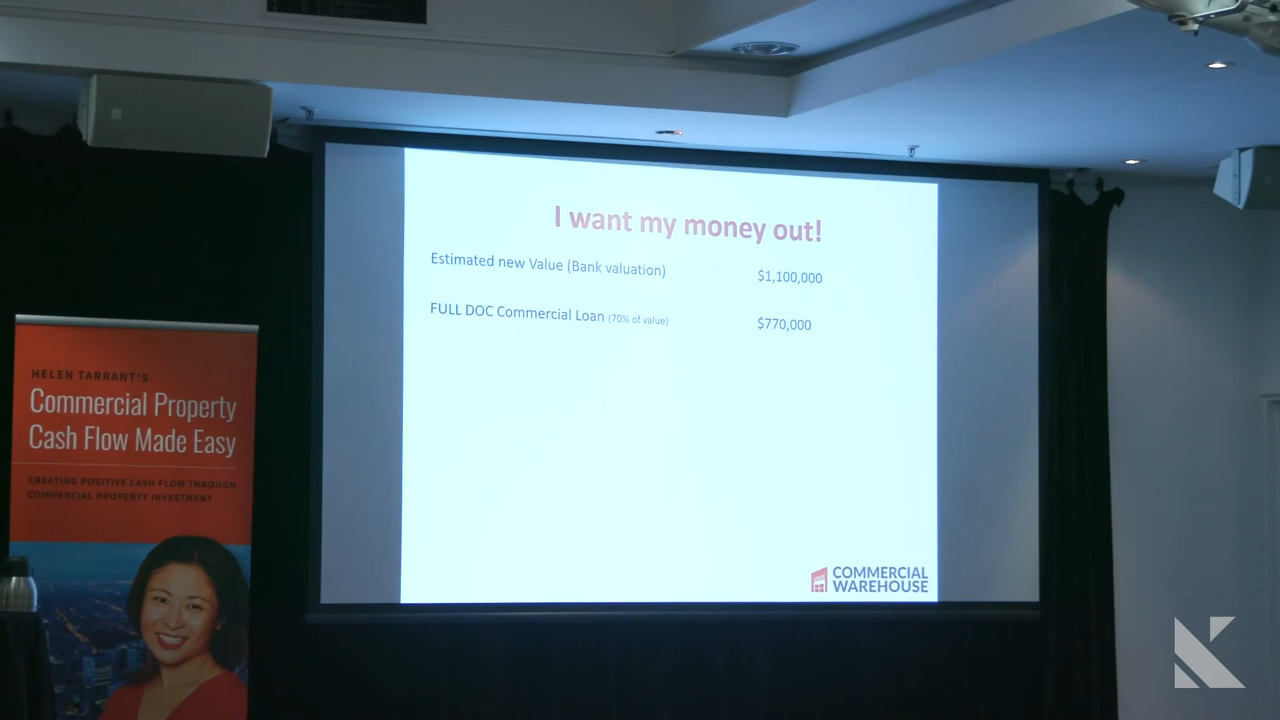 I want my money out!
Estimated new Value (Bank valuation) $1,100,000
FULL DOC Commercial Loan (70% of value) $770,000
COMMERCIAL
WAREHOUSE
HELEN TARRANT'S
Commercial Property
Cash Flow Made Easy
CREATING POSITIVE CASH FLOW THROUGH
COMMERCIAL PROPERTY INVESTMENT